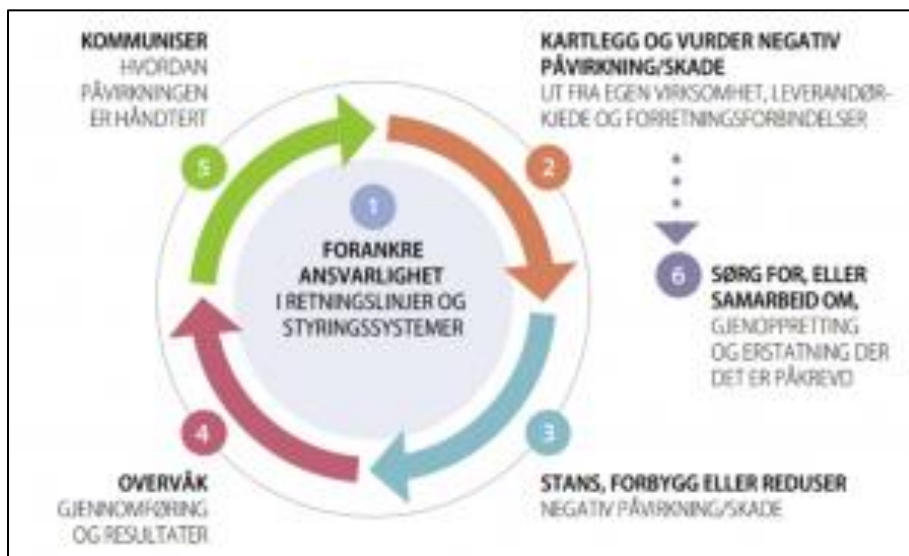 KOMMUNISER
HVORDAN
PÅVIRKNINGEN
ER HÅNDTERT
5
KARTLEGG OG VURDER NEGATIV
PÅVIRKNING/SKADE
UT FRA EGEN VIRKSOMHET, LEVERANDØR-
KJEDE OG FORRETNINGSFORBINDELSER
2
1
FORANKRE
ANSVARLIGHET
I RETNINGSLINJER OG
STYRINGSSYSTEMER
6
SØRG FOR, ELLER
SAMARBEID OM,
GJENOPPRETTING
OG ERSTATNING DER
DET ER PÅKREVD
4
OVERVÅK
GJENNOMFØRING
OG RESULTATER
3
STANS, FORBYGG ELLER REDUSER
NEGATIV PÅVIRKNING/SKADE